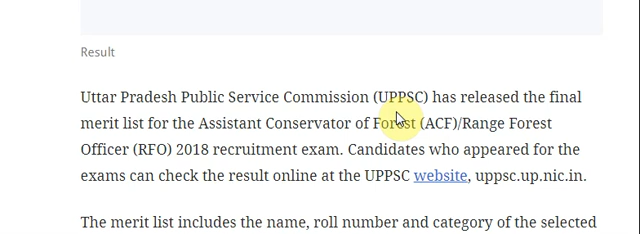 Result
Uttar Pradesh Public Service Commission (UPPSC) has released the final
merit list for the Assistant Conservator of Forest (ACF)/Range Forest
Officer (RFO) 2018 recruitment exam. Candidates who appeared for the
exams can check the result online at the UPPSC website, uppsc.up.nic.in.
The merit list includes the name, roll number and category of the selected